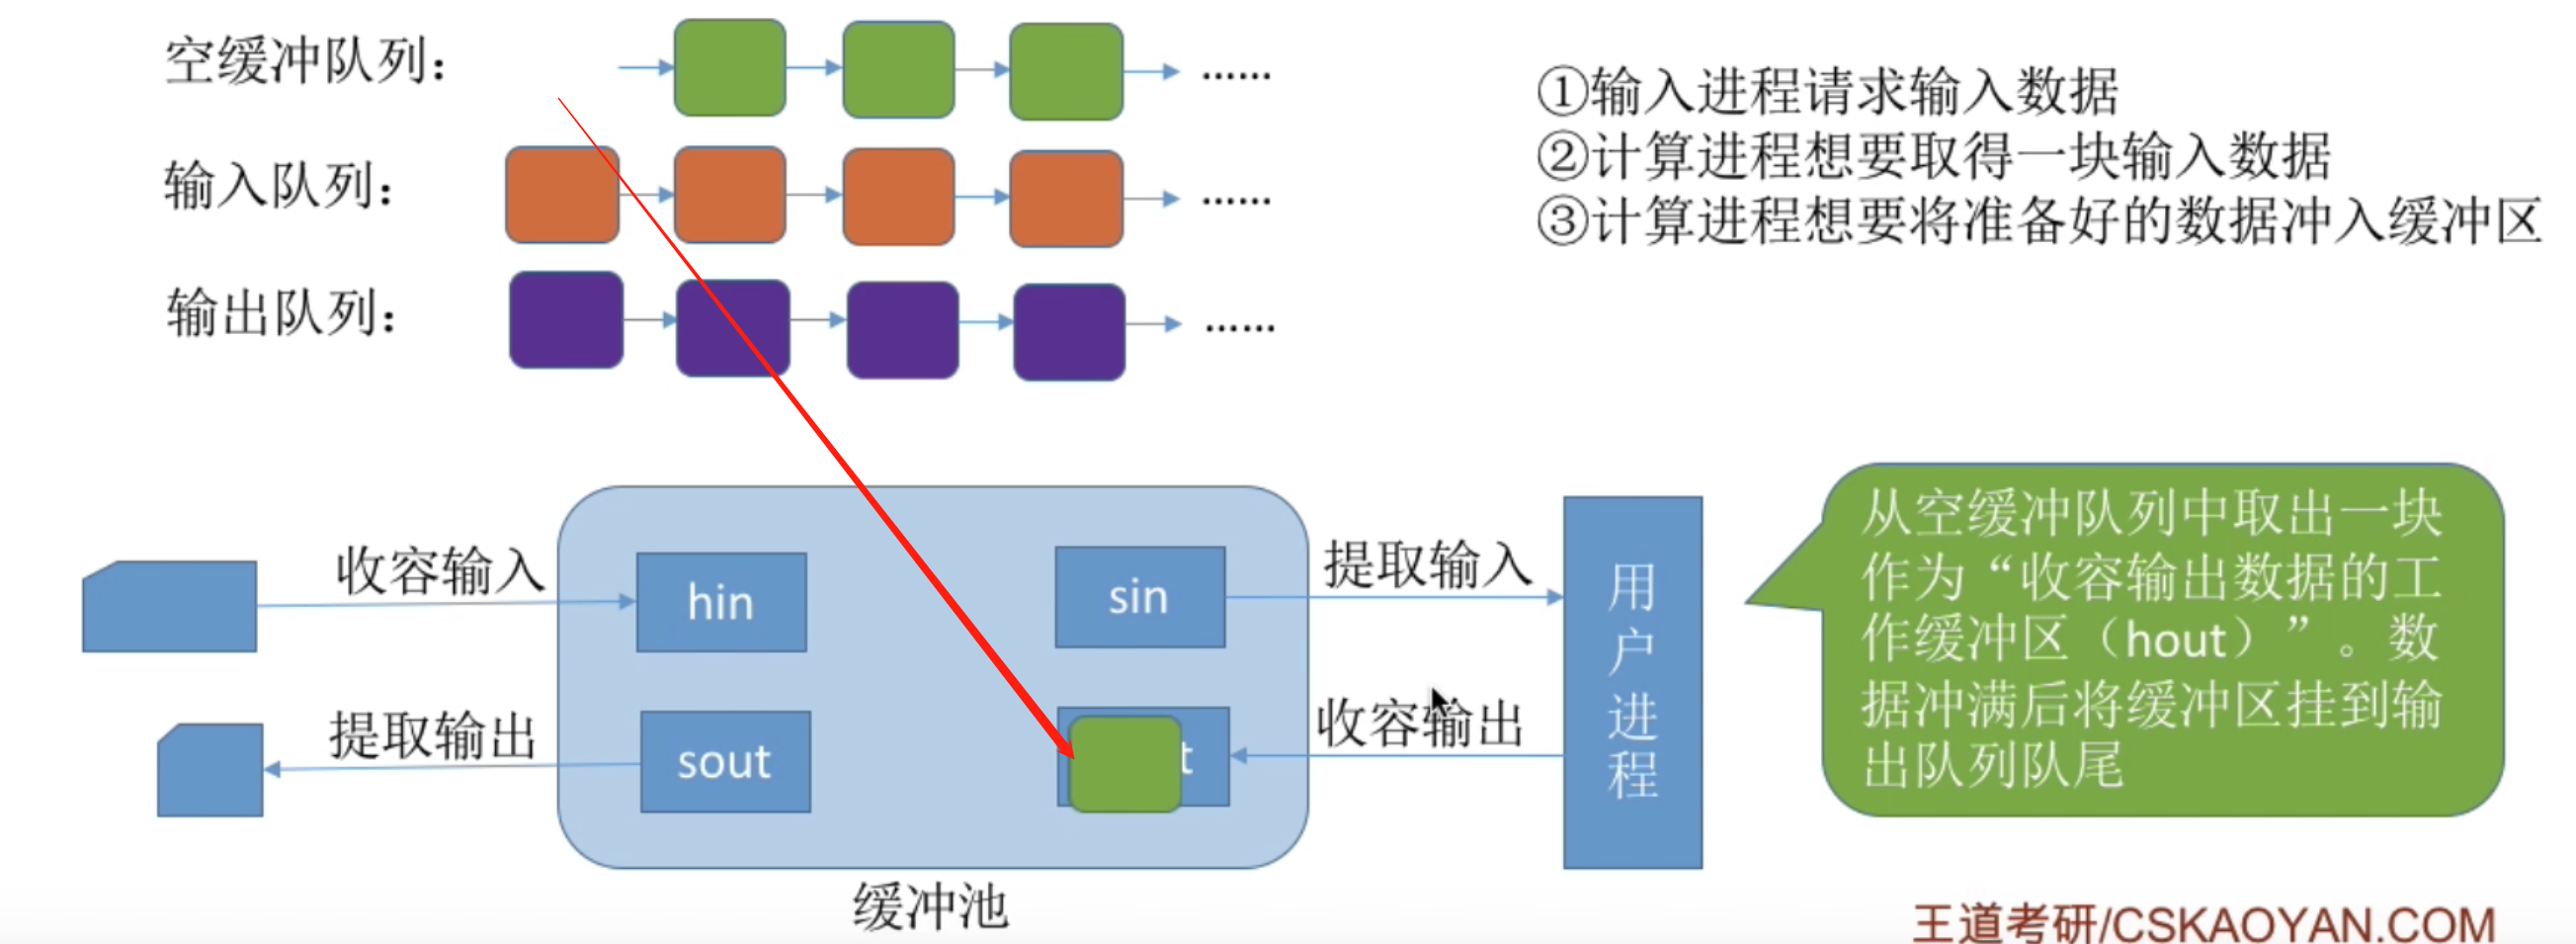 空缓冲队列：
……
输入队列：
……
输出队列：
……
①输入进程请求输入数据
②计算进程想要取得一块输入数据
③计算进程想要将准备好的数据冲入缓冲区
收容输入
hin
sin
提取输入
提取输出
sout
t
收容输出
用户进程
缓冲池
从空缓冲队列中取出一块
作为“收容输出数据的工
作缓冲区（hout）”。数
据冲满后将缓冲区挂到输
出队列队尾
王道考研/CSKAOYAN.COM